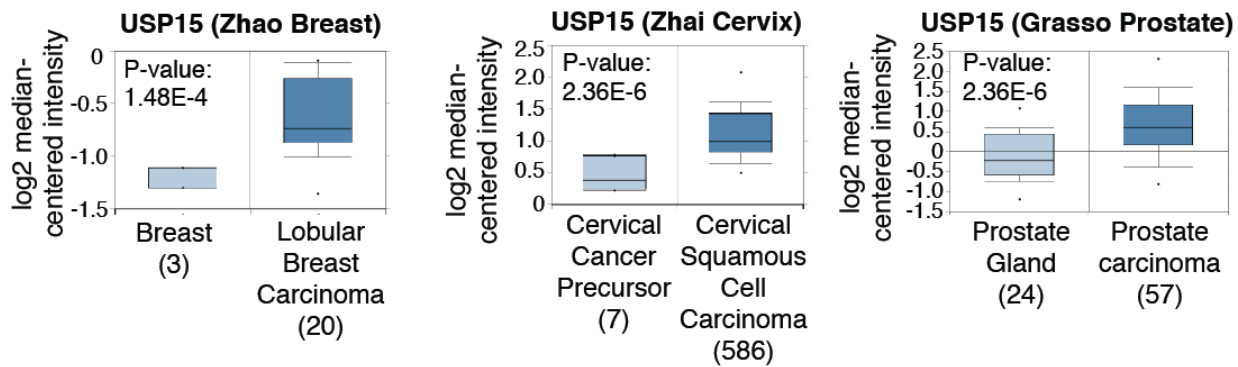 USP15 (Zhao Breast)
log2 median-
centered intensity
0
-0.5
-1.0
-1.5
P-value:
1.48E-4
Breast
(3)
Lobular
Breast
Carcinoma
(20)
USP15 (Zhai Cervix)
log2 median-
centered intensity
2.5
2.0
1.5
1.0
0.5
0
P-value:
2.36E-6
Cervical
Cancer
Precursor
(7)
Cervical
Squamous
Cell
Carcinoma
(586)
USP15 (Grasso Prostate)
log2 median-
centered intensity
2.5
2.0
1.5
1.0
0.5
0
-0.5
-1.0
-1.5
P-value:
2.36E-6
Prostate
Gland
(24)
Prostate
carcinoma
(57)